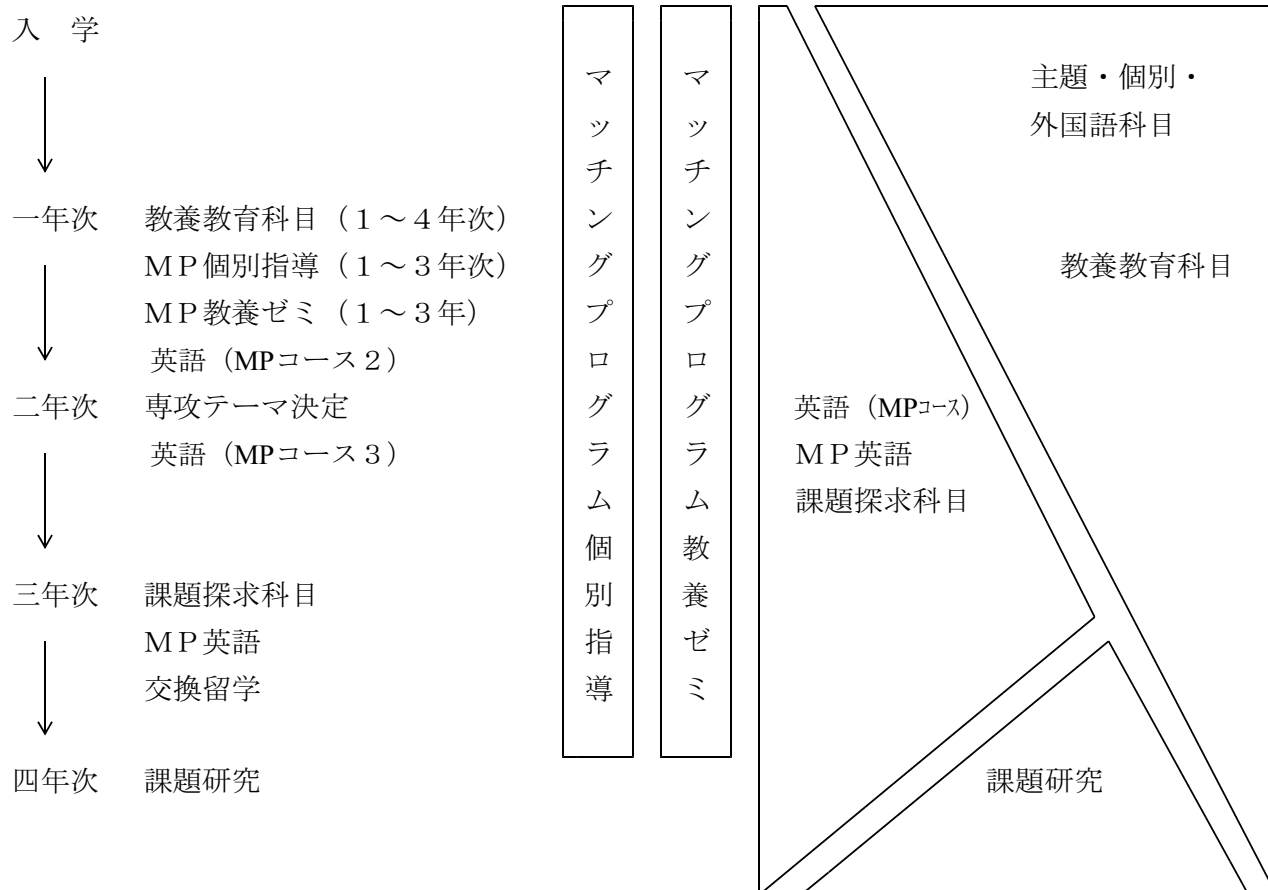 入　学
一年次　教養教育科目（１～４年次）
ＭＰ個別指導（１～３年次）
ＭＰ教養ゼミ（１～３年）
英語（MPコース２）
二年次　専攻テーマ決定
英語（MPコース３）
三年次　課題探求科目
ＭＰ英語
交換留学
四年次　課題研究
マッチングプログラム個別指導
マッチングプログラム教養ゼミ
英語（MPｺｰｽ）
ＭＰ英語
課題探求科目
主題・個別・
外国語科目
教養教育科目
課題研究